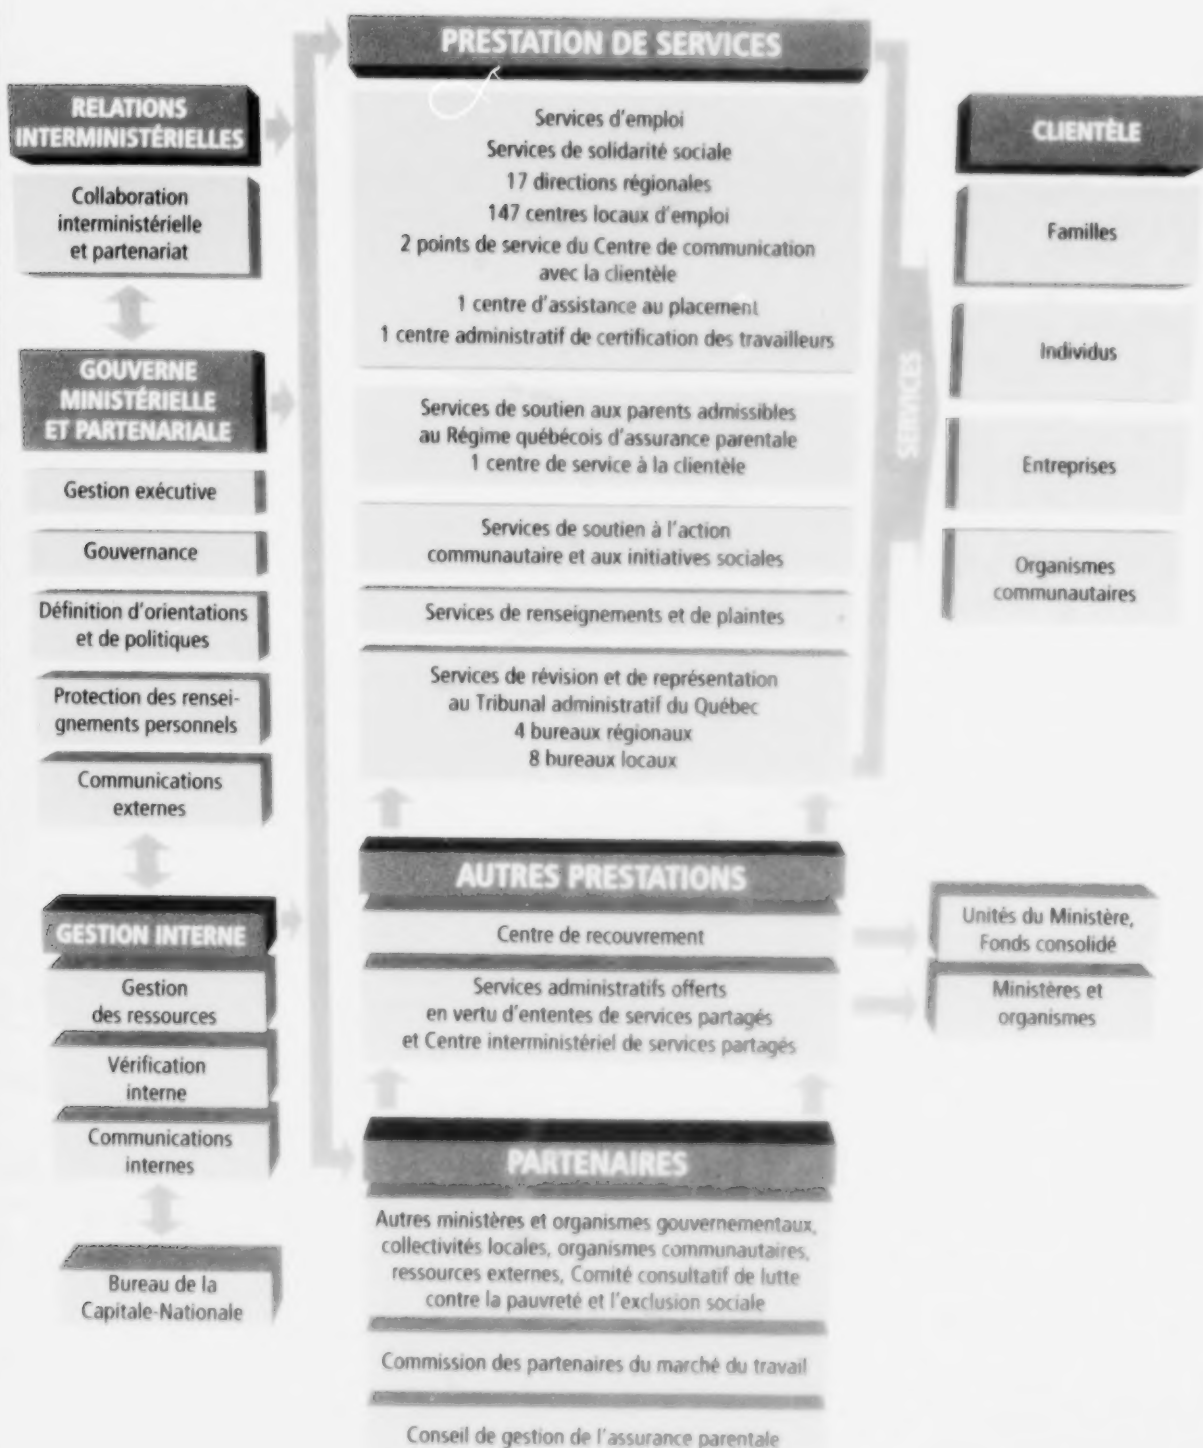 RELATIONS
INTERMINISTÉRIELLES
Collaboration
interministérielle
et partenariat
GOUVERNE
MINISTÉRIELLE
ET PARTENARIALE
Gestion exécutive
Gouvernance
Définition d'orientations
et de politiques
Protection des rensei-
gnements personnels
Communications
externes
GESTION INTERNE
Gestion
des ressources
Vérification
interne
Communications
internes
Bureau de la
Capitale-Nationale
PRESTATION DE SERVICES
Services d'emploi
Services de solidarité sociale
17 directions régionales
147 centres locaux d'emploi
2 points de service du Centre de communication
avec la clientèle
1 centre d'assistance au placement
1 centre administratif de certification des travailleurs
Services de soutien aux parents admissibles
au Régime québécois d'assurance parentale
1 centre de service à la clientèle
Services de soutien à l'action
communautaire et aux initiatives sociales
Services de renseignements et de plaintes
Services de révision et de représentation
au Tribunal administratif du Québec
4 bureaux régionaux
8 bureaux locaux
AUTRES PRESTATIONS
Centre de recouvrement
Services administratifs offerts
en vertu d'ententes de services partagés
et Centre interministériel de services partagés
PARTENAIRES
Autres ministères et organismes gouvernementaux,
collectivités locales, organismes communautaires,
ressources externes, Comité consultatif de lutte
contre la pauvreté et l'exclusion sociale
Commission des partenaires du marché du travail
Conseil de gestion de l'assurance parentale
SERVICES
CLIENTÈLE
Familles
Individus
Entreprises
Organismes
communautaires
Unités du Ministère,
Fonds consolidé
Ministères et
organismes